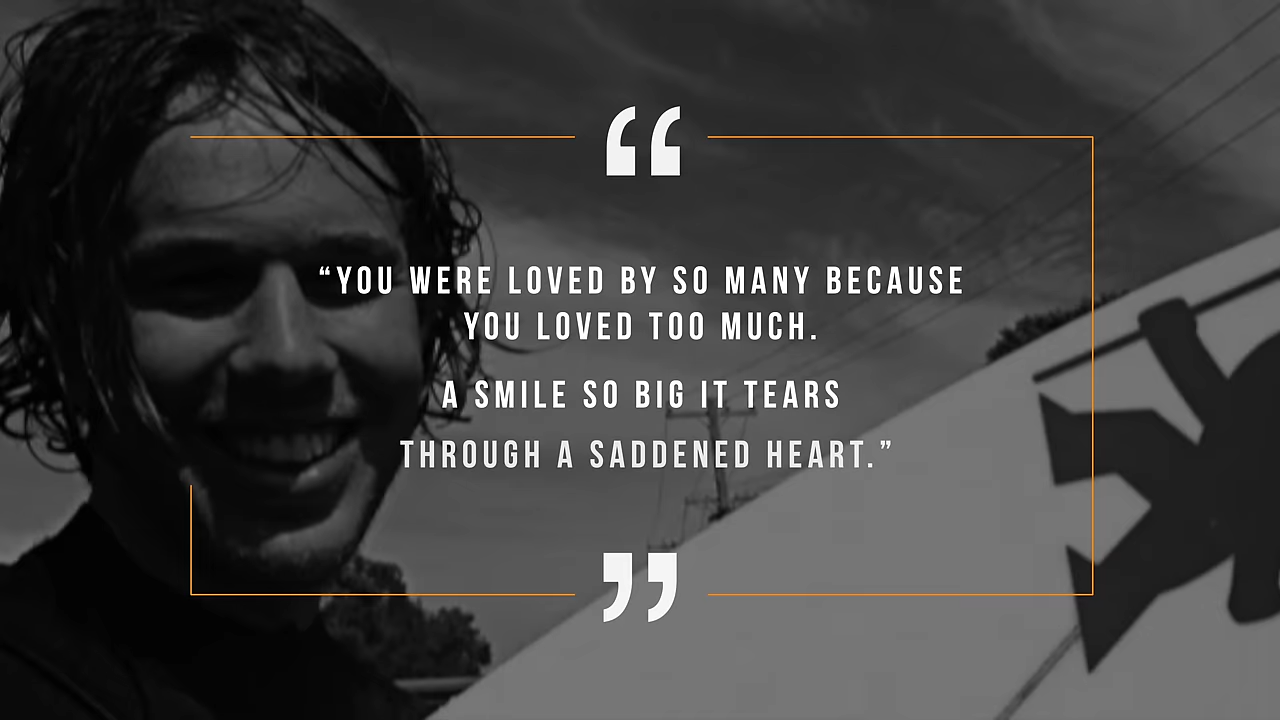 “YOU WERE LOVED BY SO MANY BECAUSE
YOU LOVED TOO MUCH.
A SMILE SO BIG IT TEARS
THROUGH A SADDENED HEART.”